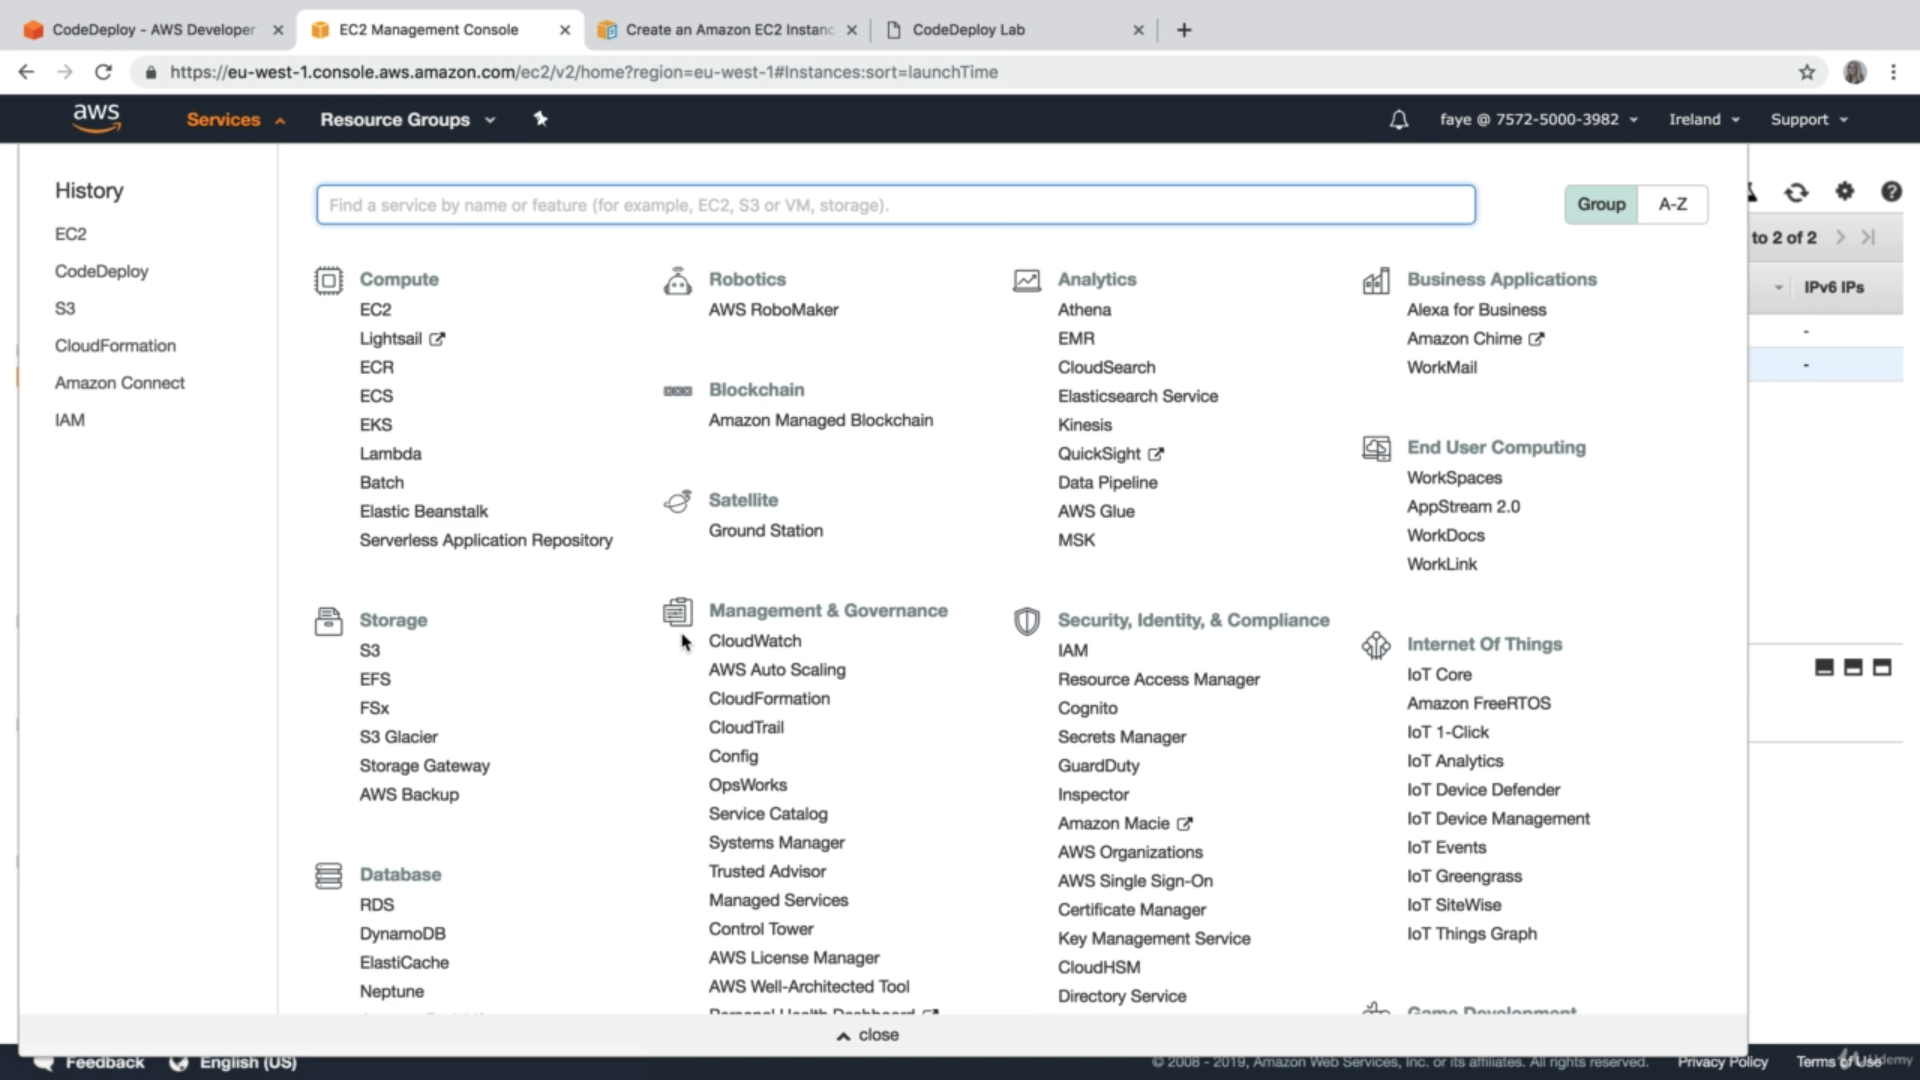 CodeDeploy - AWS Developer
EC2 Management Console
Create an Amazon EC2 Instanc
CodeDeploy Lab
https://eu-west-1.console.aws.amazon.com/ec2/v2/home?region=eu-west-1#Instances:sort=launchTime
aws
Services
Resource Groups
faye @ 7572-5000-3982
Ireland
Support
History
EC2
CodeDeploy
S3
CloudFormation
Amazon Connect
IAM
Find a service by name or feature (for example, EC2, S3 or VM, storage).
Group
A-Z
to 2 of 2
IPv6 IPs
-
-
Compute
EC2
Lightsail
ECR
ECS
EKS
Lambda
Batch
Elastic Beanstalk
Serverless Application Repository
Storage
S3
EFS
FSx
S3 Glacier
Storage Gateway
AWS Backup
Database
RDS
DynamoDB
ElastiCache
Neptune
Robotics
AWS RoboMaker
Blockchain
Amazon Managed Blockchain
Satellite
Ground Station
Management & Governance
CloudWatch
AWS Auto Scaling
CloudFormation
CloudTrail
Config
OpsWorks
Service Catalog
Systems Manager
Trusted Advisor
Managed Services
Control Tower
AWS License Manager
AWS Well-Architected Tool
Personal Health Dashboard
Analytics
Athena
EMR
CloudSearch
Elasticsearch Service
Kinesis
QuickSight
Data Pipeline
AWS Glue
MSK
Security, Identity, & Compliance
IAM
Resource Access Manager
Cognito
Secrets Manager
GuardDuty
Inspector
Amazon Macie
AWS Organizations
AWS Single Sign-On
Certificate Manager
Key Management Service
CloudHSM
Directory Service
Business Applications
Alexa for Business
Amazon Chime
WorkMail
End User Computing
WorkSpaces
AppStream 2.0
WorkDocs
WorkLink
Internet Of Things
IoT Core
Amazon FreeRTOS
IoT 1-Click
IoT Analytics
IoT Device Defender
IoT Device Management
IoT Events
IoT Greengrass
IoT SiteWise
IoT Things Graph
Game Development
close
Feedback
English (US)
© 2008 - 2019, Amazon Web Services, Inc. or its affiliates. All rights reserved.
Privacy Policy
Terms of Use